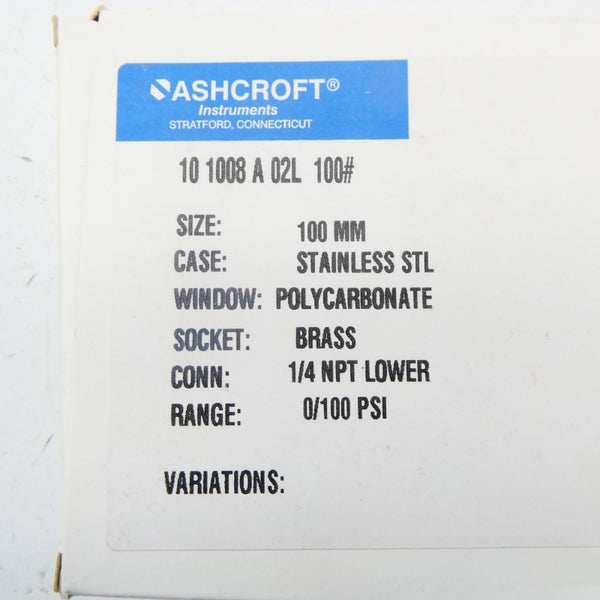 ASHCROFT®
Instruments
STRATFORD, CONNECTICUT
10 1008 A 02L 100#
SIZE: 100 MM
CASE: STAINLESS STL
WINDOW: POLYCARBONATE
SOCKET: BRASS
CONN: 1/4 NPT LOWER
RANGE: 0/100 PSI
VARIATIONS: